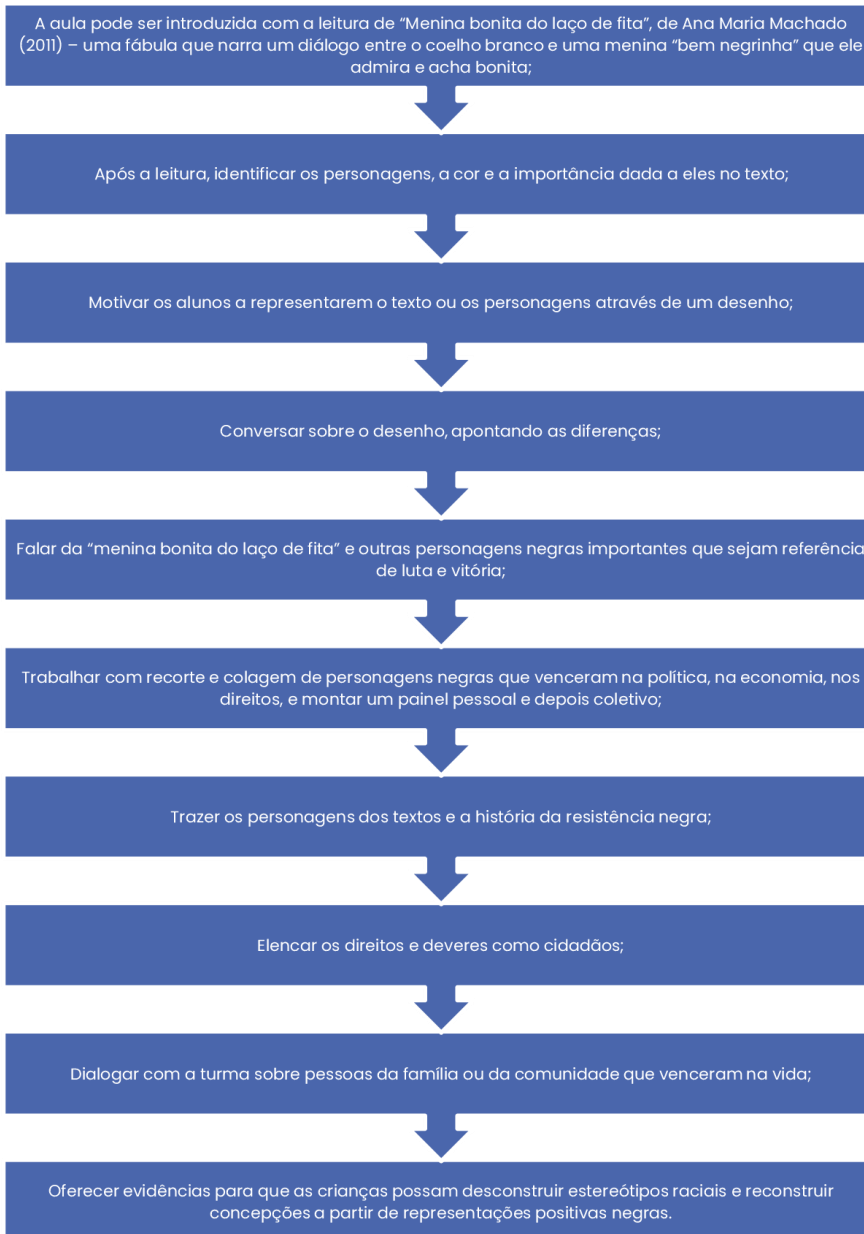 A aula pode ser introduzida com a leitura de “Menina bonita do laço de fita”, de Ana Maria Machado
(2011) – uma fábula que narra um diálogo entre o coelho branco e uma menina “bem negrinha” que ele
admira e acha bonita;
Após a leitura, identificar os personagens, a cor e a importância dada a eles no texto;
Motivar os alunos a representarem o texto ou os personagens através de um desenho;
Conversar sobre o desenho, apontando as diferenças;
Falar da “menina bonita do laço de fita” e outras personagens negras importantes que sejam referência
de luta e vitória;
Trabalhar com recorte e colagem de personagens negras que venceram na política, na economia, nos
direitos, e montar um painel pessoal e depois coletivo;
Trazer os personagens dos textos e a história da resistência negra;
Elencar os direitos e deveres como cidadãos;
Dialogar com a turma sobre pessoas da família ou da comunidade que venceram na vida;
Oferecer evidências para que as crianças possam desconstruir estereótipos raciais e reconstruir
concepções a partir de representações positivas negras.